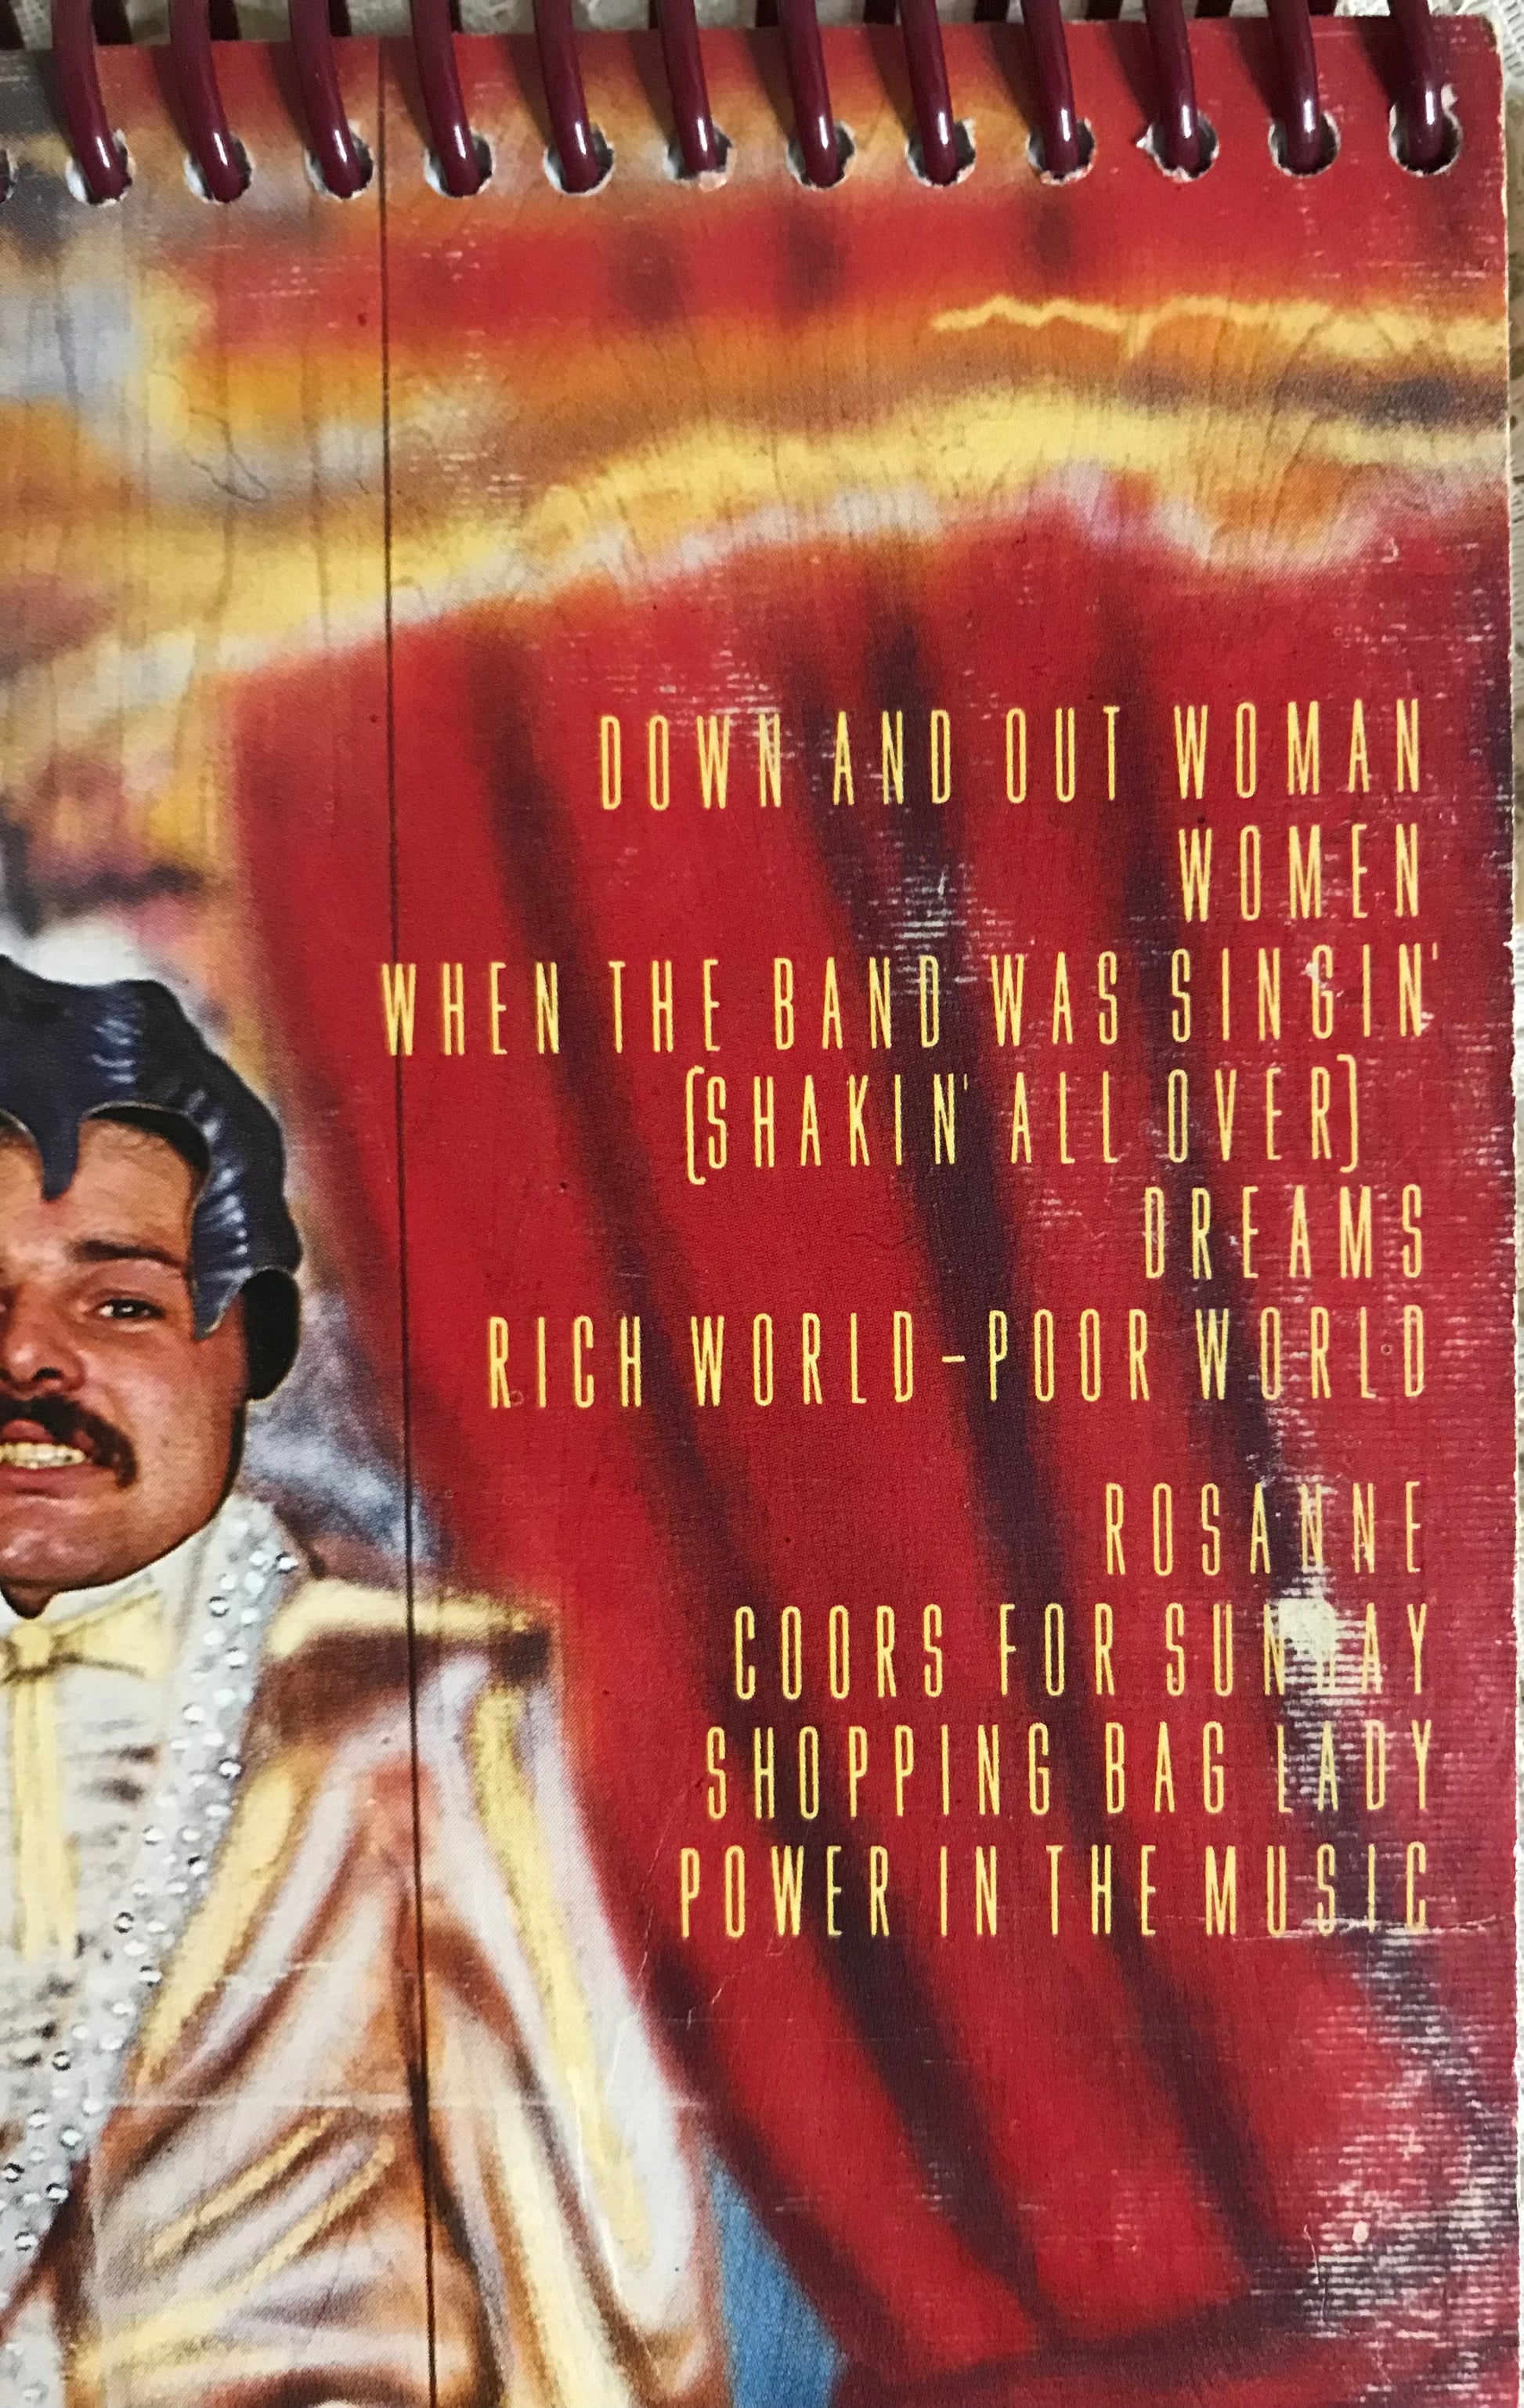 DOWN AND OUT WOMAN
WOMEN
WHEN THE BAND WAS SINGIN'
(SHAKIN' ALL OVER)
DREAMS
RICH WORLD-POOR WORLD
ROSANNE
COORS FOR SUNDAY
SHOPPING BAG LADY
POWER IN THE MUSIC